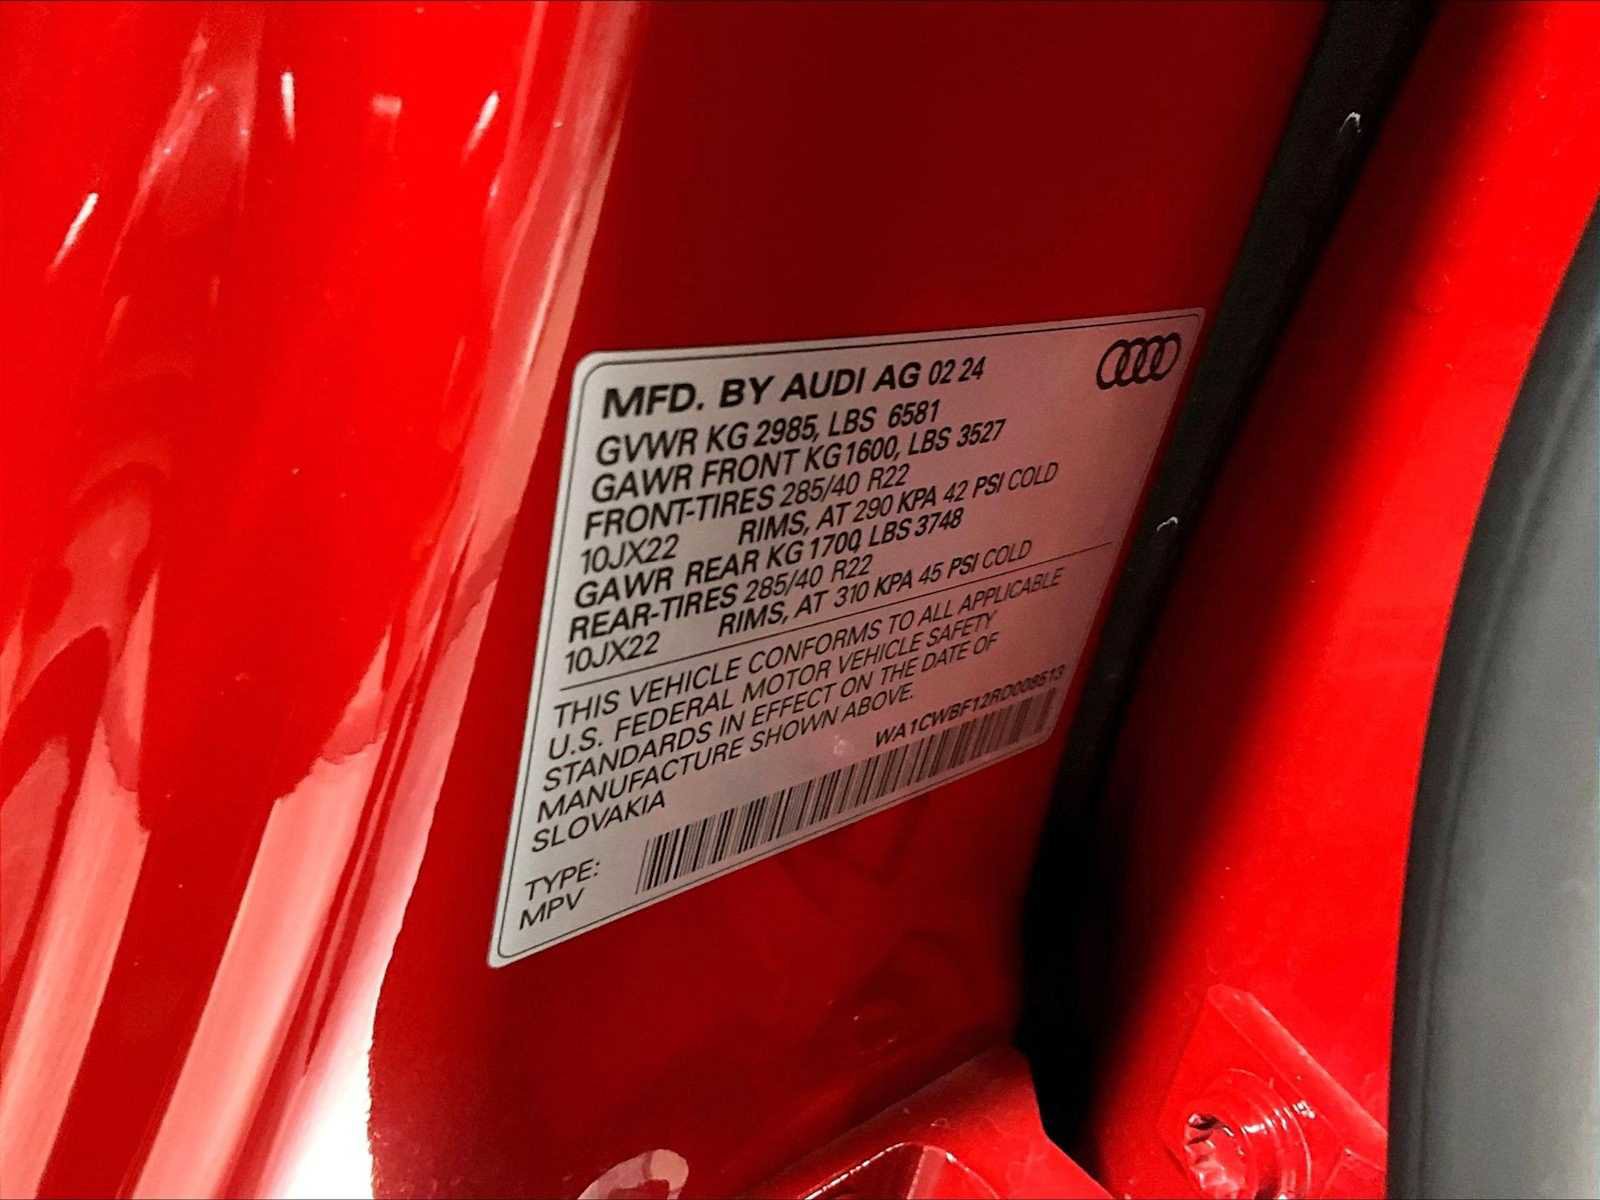 MFD. BY AUDI AG 02 24
GVWR KG 2985, LBS 6581
GAWR FRONT KG 1600, LBS 3527
FRONT-TIRES 285/40 R22
10JX22 RIMS, AT 290 KPA 42 PSI COLD
GAWR REAR KG 1700, LBS 3748
REAR-TIRES 285/40 R22
10JX22 RIMS, AT 310 KPA 45 PSI COLD
THIS VEHICLE CONFORMS TO ALL APPLICABLE
U.S. FEDERAL MOTOR VEHICLE SAFETY
STANDARDS IN EFFECT ON THE DATE OF
MANUFACTURE SHOWN ABOVE.
SLOVAKIA
WA1CWBF12RD008513
TYPE:
MPV